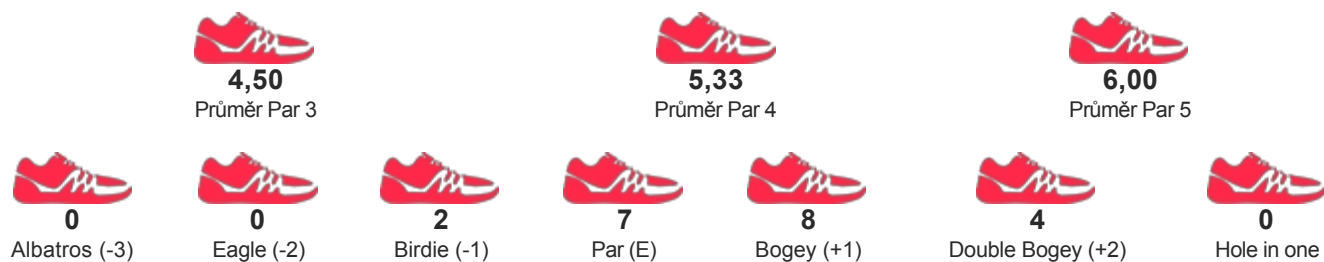 4,50 5,33 6,00
Průměr Par 3 Průměr Par 4 Průměr Par 5
0 0 2 7 8 4 0
Albatros (-3) Eagle (-2) Birdie (-1) Par (E) Bogey (+1) Double Bogey (+2) Hole in one